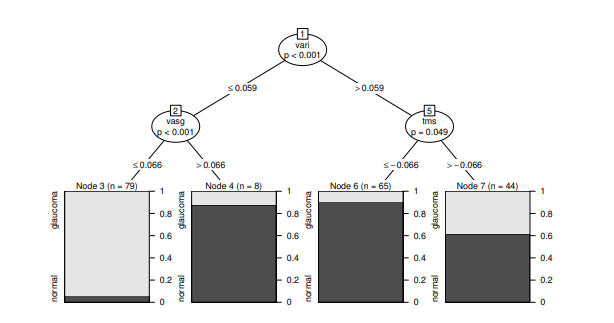 1
vari
p < 0.001
≤ 0.059
> 0.059
2
vasg
p < 0.001
5
tms
p = 0.049
≤ 0.066
> 0.066
≤ −0.066
> −0.066
Node 3 (n = 79)
Node 4 (n = 8)
Node 6 (n = 65)
Node 7 (n = 44)
glaucoma
normal
1
0.8
0.6
0.4
0.2
0
glaucoma
normal
1
0.8
0.6
0.4
0.2
0
glaucoma
normal
1
0.8
0.6
0.4
0.2
0
glaucoma
normal
1
0.8
0.6
0.4
0.2
0